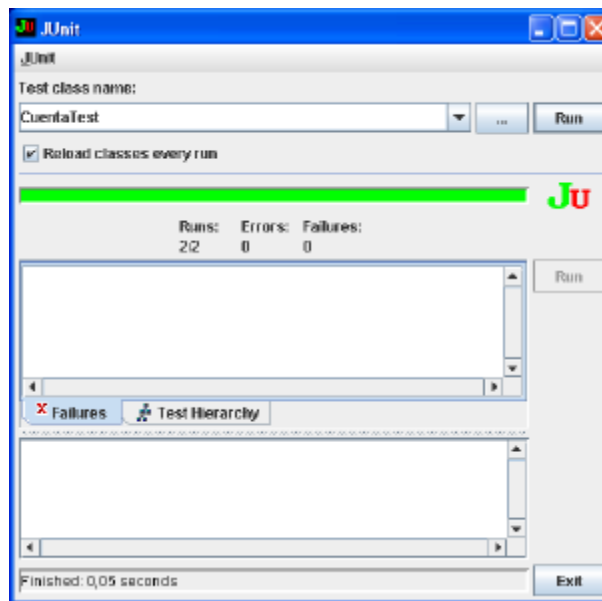 JU JUnit
JUnit
Test class name:
CuentaTest ... Run
Reload classes every run
JU
Runs: Errors: Failures:
2/2 0 0
Run
X Failures Test Hierarchy
Finished: 0,05 seconds Exit